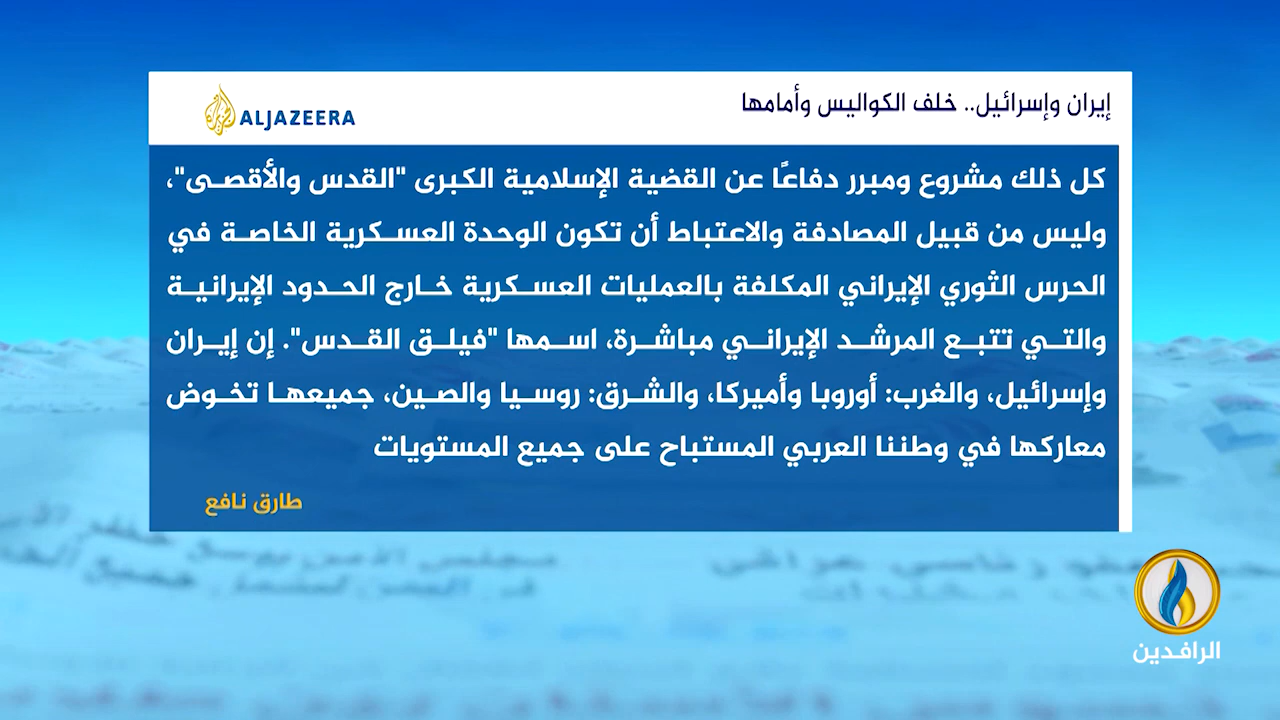 إيران وإسرائيل.. خلف الكواليس وأمامها
ALJAZEERA
كل ذلك مشروع ومبرر دفاعًا عن القضية الإسلامية الكبرى "القدس والأقصى"،
وليس من قبيل المصادفة والاعتباط أن تكون الوحدة العسكرية الخاصة في
الحرس الثوري الإيراني المكلفة بالعمليات العسكرية خارج الحدود الإيرانية
والتي تتبع المرشد الإيراني مباشرة، اسمها "فيلق القدس". إن إيران
وإسرائيل، والغرب: أوروبا وأميركا، والشرق: روسيا والصين، جميعها تخوض
معاركها في وطننا العربي المستباح على جميع المستويات
طارق نافع
الرافدين